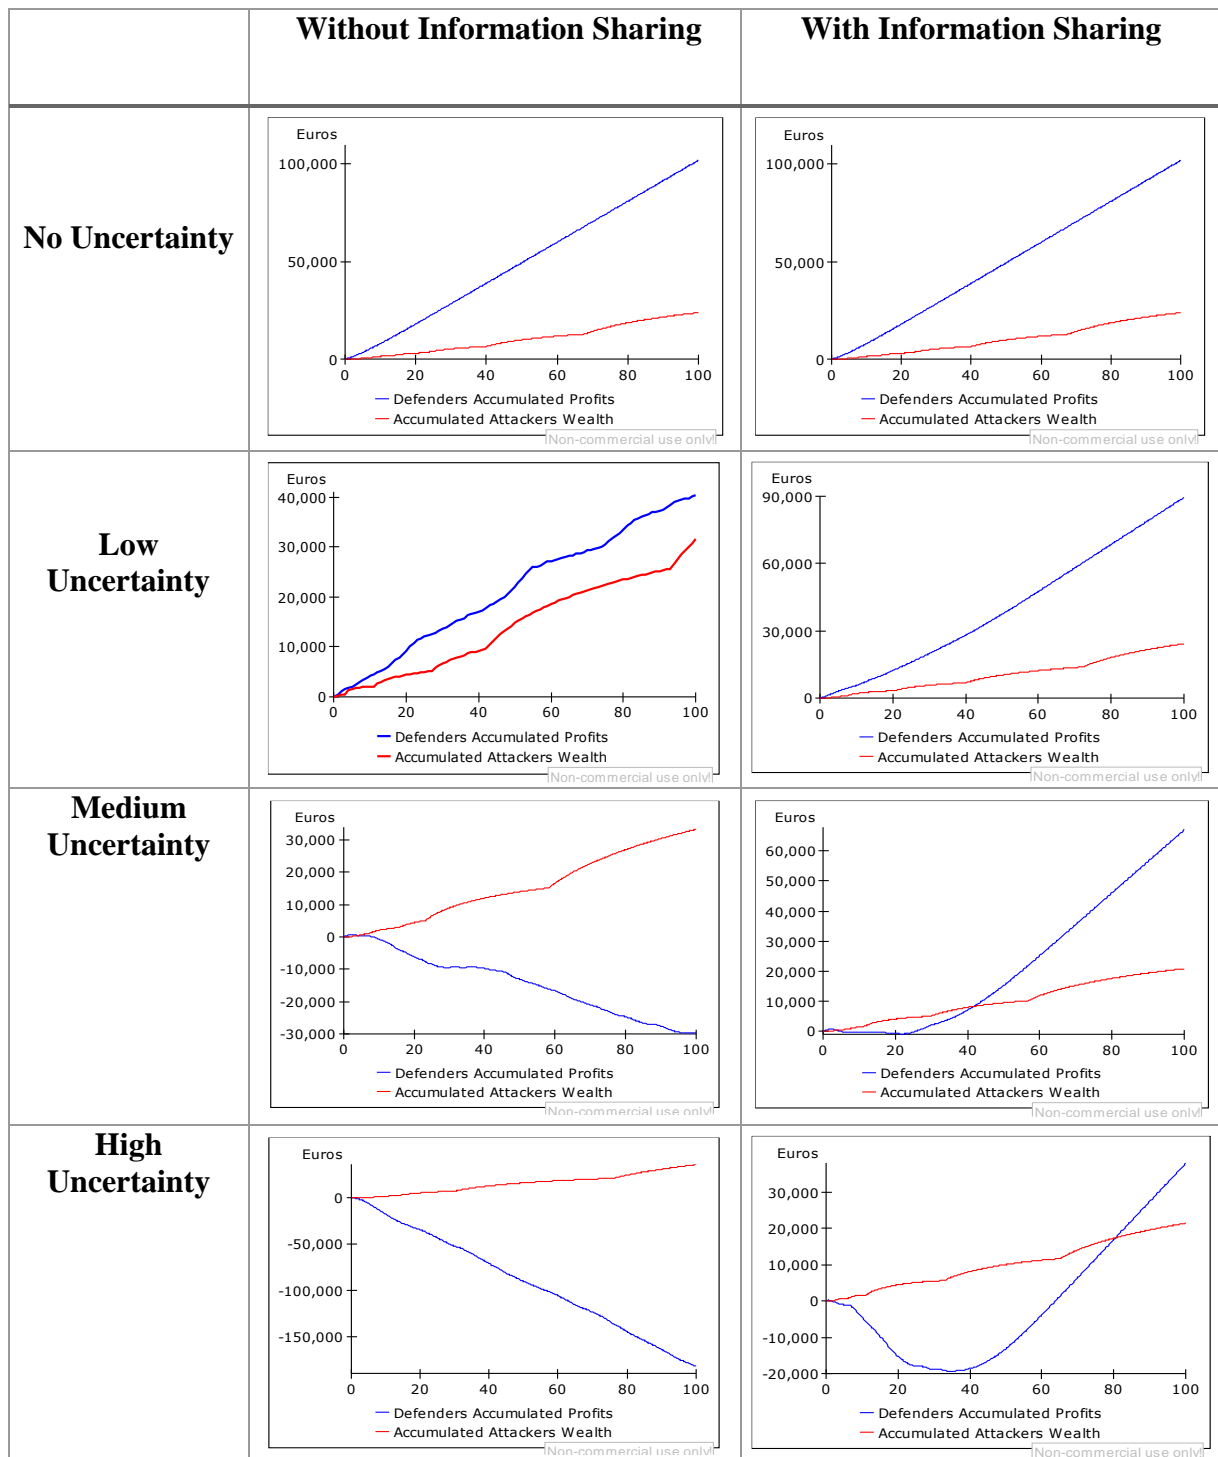 Without Information Sharing
With Information Sharing
No Uncertainty
Euros
100,000
50,000
0
0 20 40 60 80 100
Defenders Accumulated Profits
Accumulated Attackers Wealth
Non-commercial use only!
Euros
100,000
50,000
0
0 20 40 60 80 100
Defenders Accumulated Profits
Accumulated Attackers Wealth
Non-commercial use only!
Low
Uncertainty
Euros
40,000
30,000
20,000
10,000
0
0 20 40 60 80 100
Defenders Accumulated Profits
Accumulated Attackers Wealth
Non-commercial use only!
Euros
90,000
60,000
30,000
0
0 20 40 60 80 100
Defenders Accumulated Profits
Accumulated Attackers Wealth
Non-commercial use only!
Medium
Uncertainty
Euros
30,000
20,000
10,000
0
-10,000
-20,000
-30,000
0 20 40 60 80 100
Defenders Accumulated Profits
Accumulated Attackers Wealth
Non-commercial use only!
Euros
60,000
50,000
40,000
30,000
20,000
10,000
0
0 20 40 60 80 100
Defenders Accumulated Profits
Accumulated Attackers Wealth
Non-commercial use only!
High
Uncertainty
Euros
0
-50,000
-100,000
-150,000
0 20 40 60 80 100
Defenders Accumulated Profits
Accumulated Attackers Wealth
Non-commercial use only!
Euros
30,000
20,000
10,000
0
-10,000
-20,000
0 20 40 60 80 100
Defenders Accumulated Profits
Accumulated Attackers Wealth
Non-commercial use only!